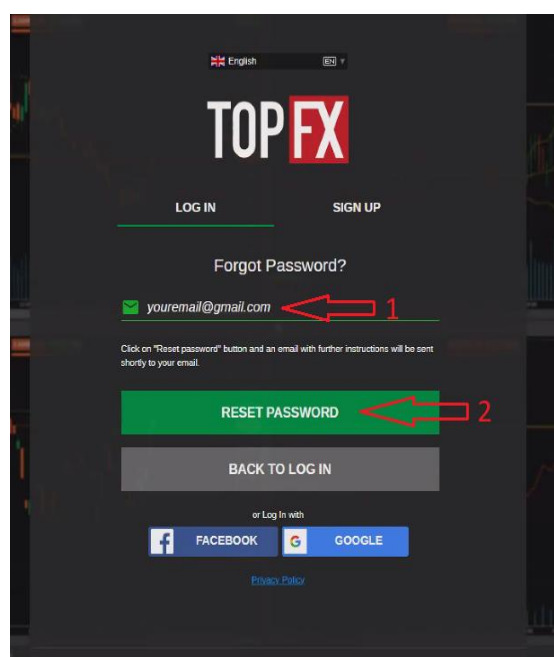 English EN
TOP FX
LOG IN SIGN UP
Forgot Password?
youremail@gmail.com 1
Click on "Reset password" button and an email with further instructions will be sent
shortly to your email.
RESET PASSWORD 2
BACK TO LOG IN
or Log In with
f FACEBOOK G GOOGLE
Privacy Policy